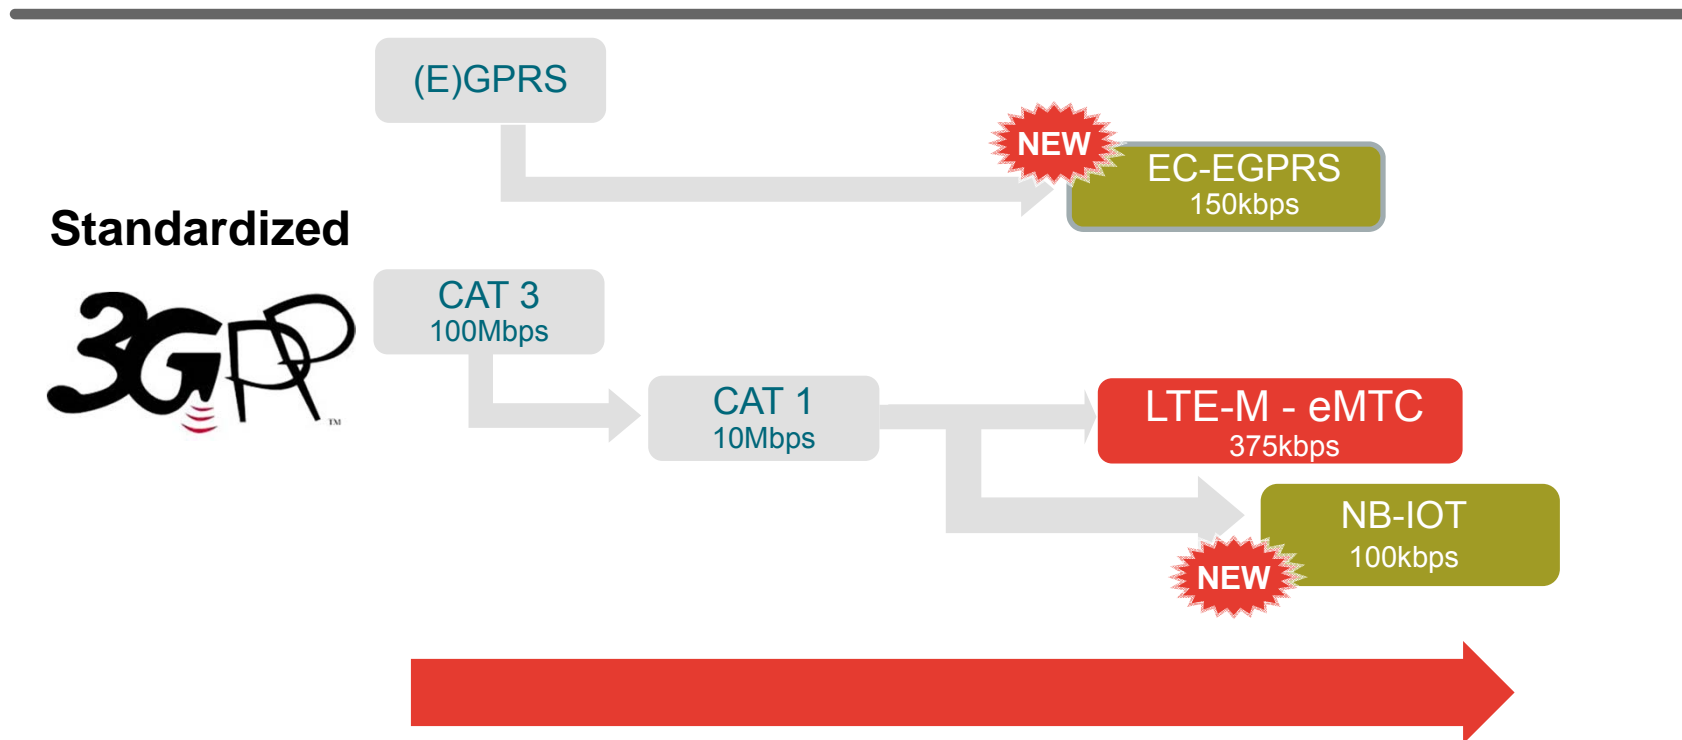 (E)GPRS
NEW
EC-EGPRS
150kbps
Standardized
3GPP
TM
CAT 3
100Mbps
CAT 1
10Mbps
LTE-M - eMTC
375kbps
NB-IOT
100kbps
NEW